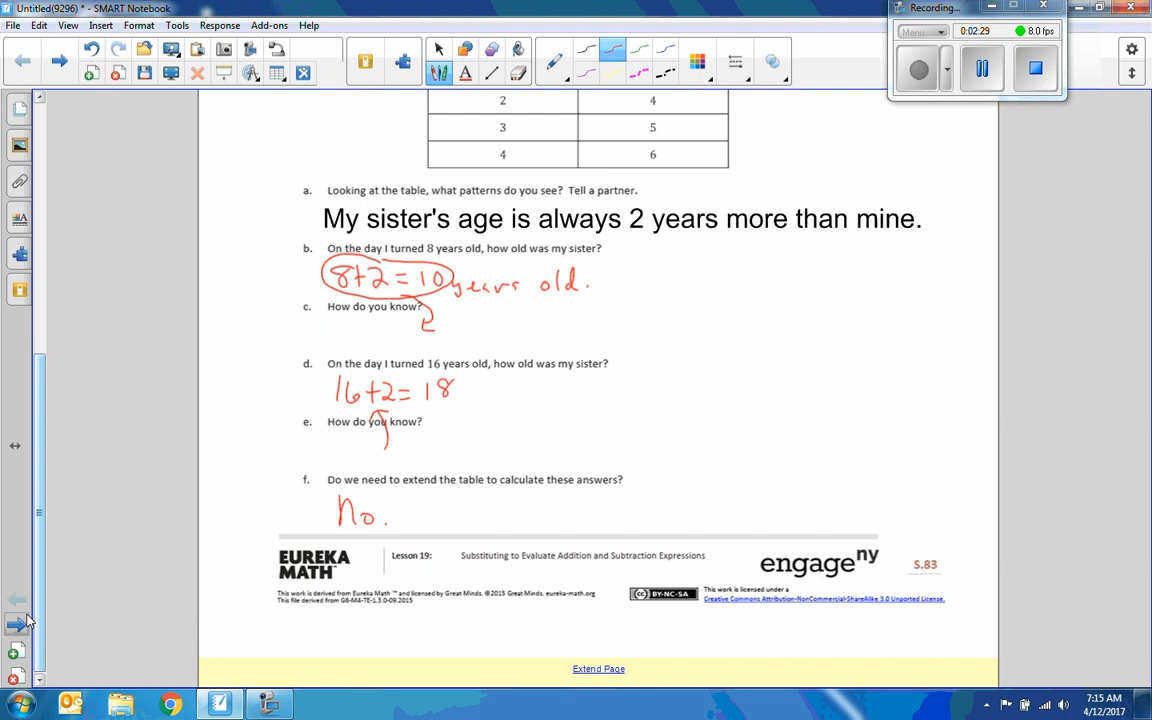 Untitled(9296) * - SMART Notebook
Recording...
File Edit View Insert Format Tools Response Add-ons Help
Menu
0:02:29
8.0 fps
2 4
3 5
4 6
a. Looking at the table, what patterns do you see? Tell a partner.
My sister's age is always 2 years more than mine.
b. On the day I turned 8 years old, how old was my sister?
8+2=10 years old.
c. How do you know?
d. On the day I turned 16 years old, how old was my sister?
16+2=18
e. How do you know?
f. Do we need to extend the table to calculate these answers?
No.
EUREKA MATH
Lesson 19: Substituting to Evaluate Addition and Subtraction Expressions
engageny
S.83
This work is derived from Eureka Math ™ and licensed by Great Minds. ©2015 Great Minds. eureka-math.org
This file derived from G6-M4-TE-1.3.0-09.2015
(cc) BY-NC-SA
This work is licensed under a
Creative Commons Attribution-NonCommercial-ShareAlike 3.0 Unported License.
Extend Page
7:15 AM
4/12/2017